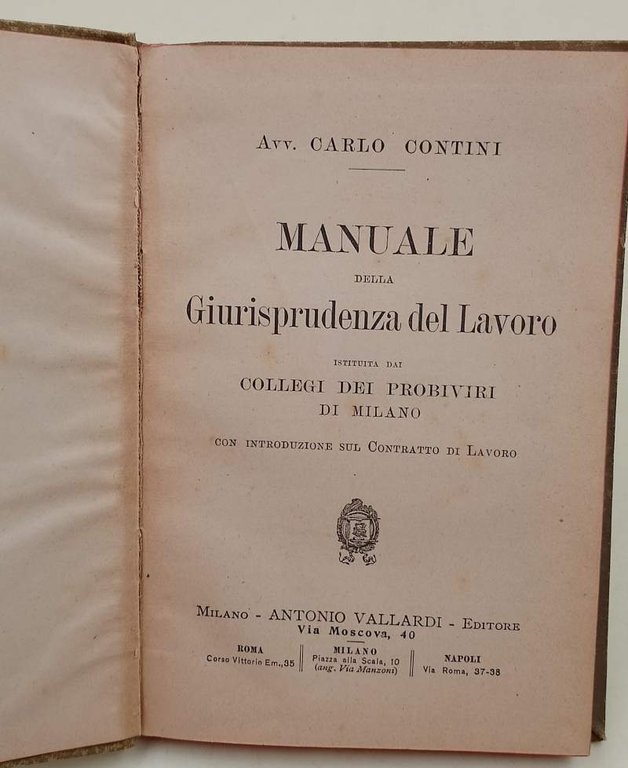 Avv. CARLO CONTINI
MANUALE
DELLA
Giurisprudenza del Lavoro
ISTITUITA DAI
COLLEGI DEI PROBIVIRI
DI MILANO
CON INTRODUZIONE SUL CONTRATTO DI LAVORO
MILANO - ANTONIO VALLARDI - EDITORE
Via Moscova, 40
ROMA
Corso Vittorio Em., 35
MILANO
Piazza alla Scala, 10
(ang. Via Manzoni)
NAPOLI
Via Roma, 37-38